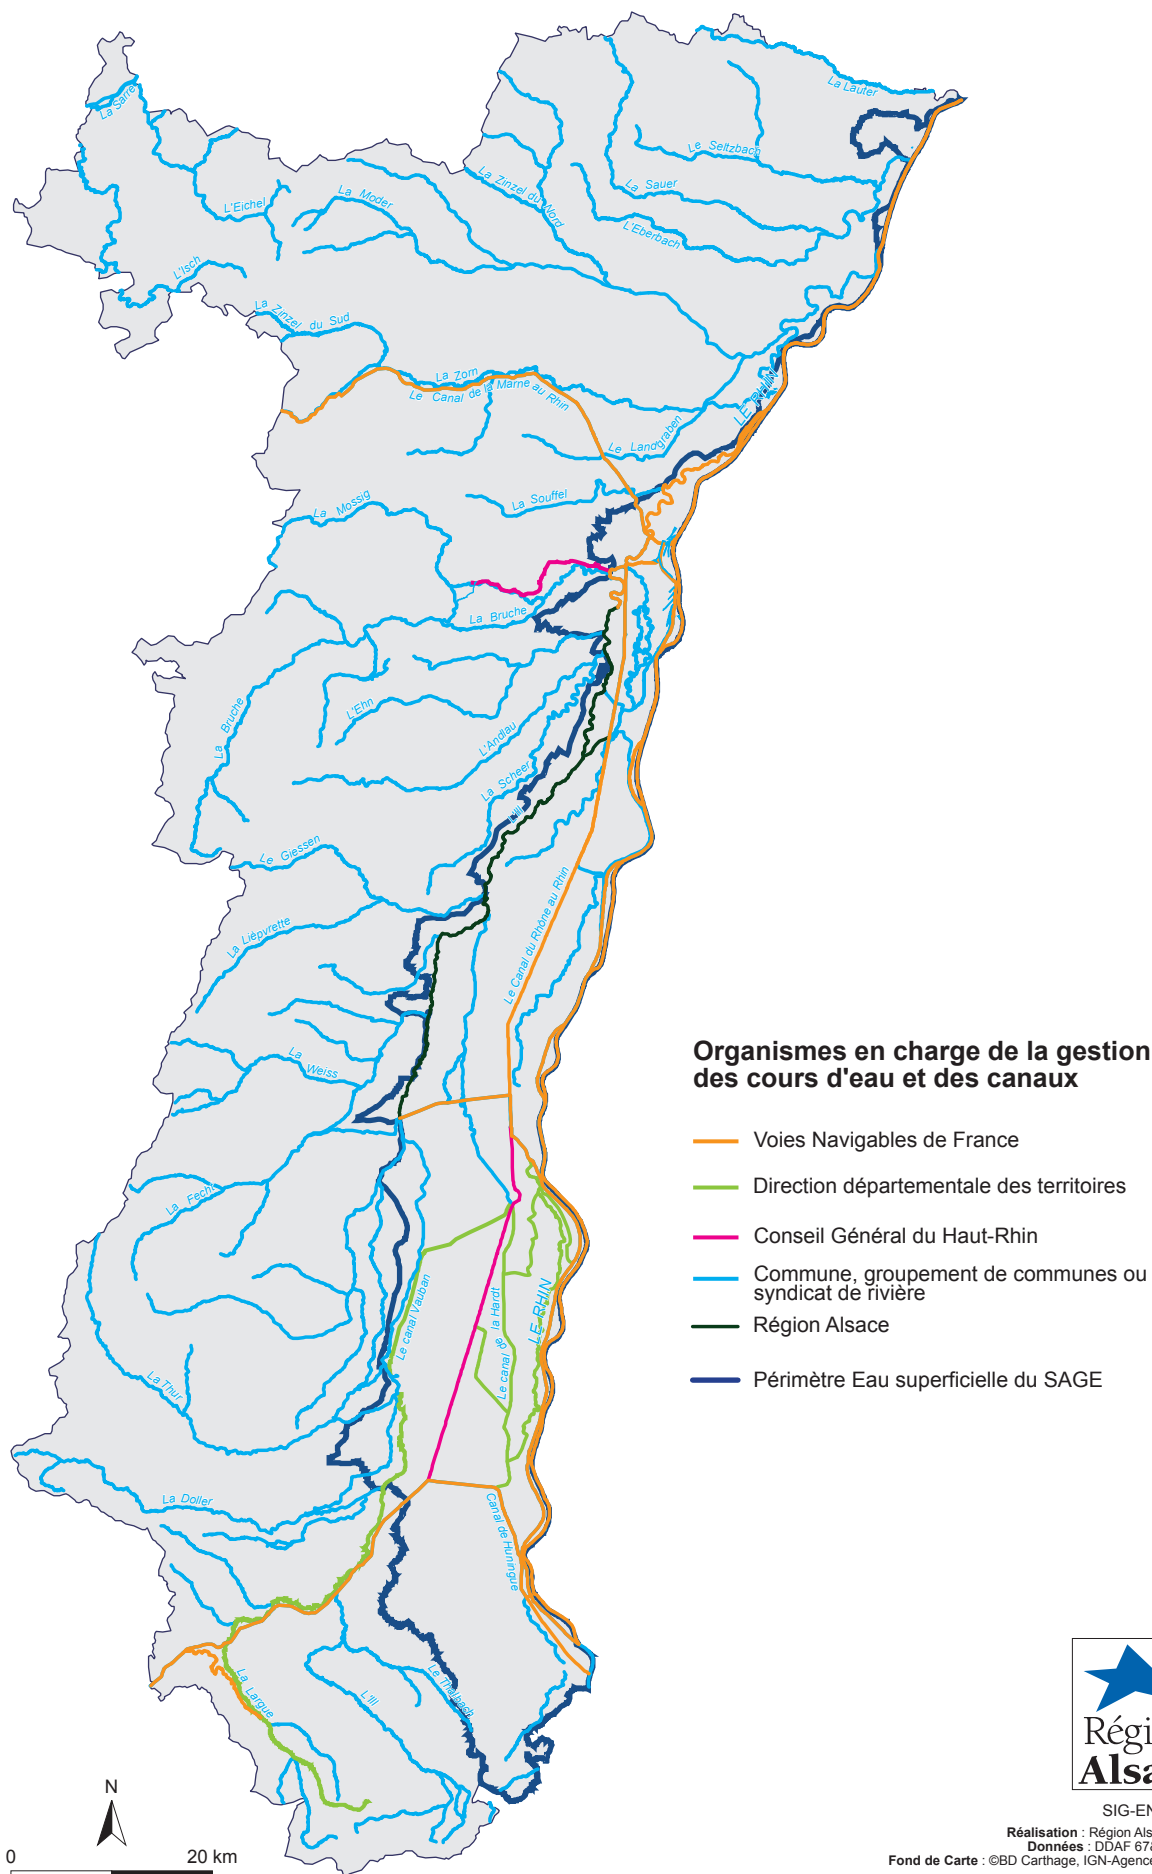 La Lauter
La Sarre
Le Seltzbach
La Sauer
La Zinzel du Nord
La Moder
L'Eichel
L'Eberbach
L'Isch
La Zinzel du Sud
La Zorn
Le Canal de la Marne au Rhin
LE RHIN
Le Landgraben
La Souffel
La Mossig
La Bruche
L'Ehn
La Bruche
L'Andlau
La Scheer
L'Ill
Le Giessen
La Lièpvrette
Le Canal du Rhône au Rhin
La Weiss
La Fecht
Le canal Vauban
Le canal de la Hardt
LE RHIN
La Thur
La Doller
Canal de Huningue
La Largue
L'Ill
Le Thalbach
Organismes en charge de la gestion
des cours d'eau et des canaux
Voies Navigables de France
Direction départementale des territoires
Conseil Général du Haut-Rhin
Commune, groupement de communes ou
syndicat de rivière
Région Alsace
Périmètre Eau superficielle du SAGE
N
0 20 km
Régi
Alsa
SIG-EN
Réalisation : Région Als
Données : DDAF 67
Fond de Carte : ©BD Carthage, IGN-Agence